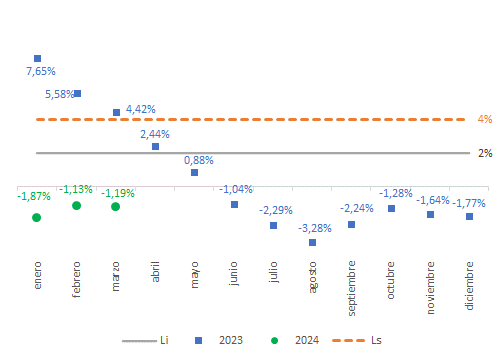 7,65%
5,58%
4,42%
4%
2,44%
2%
0,88%
-1,87%
-1,13%
-1,19%
-1,04%
-2,29%
-3,28%
-2,24%
-1,28%
-1,64%
-1,77%
enero
febrero
marzo
abril
mayo
junio
julio
agosto
septiembre
octubre
noviembre
diciembre
Li
2023
2024
Ls